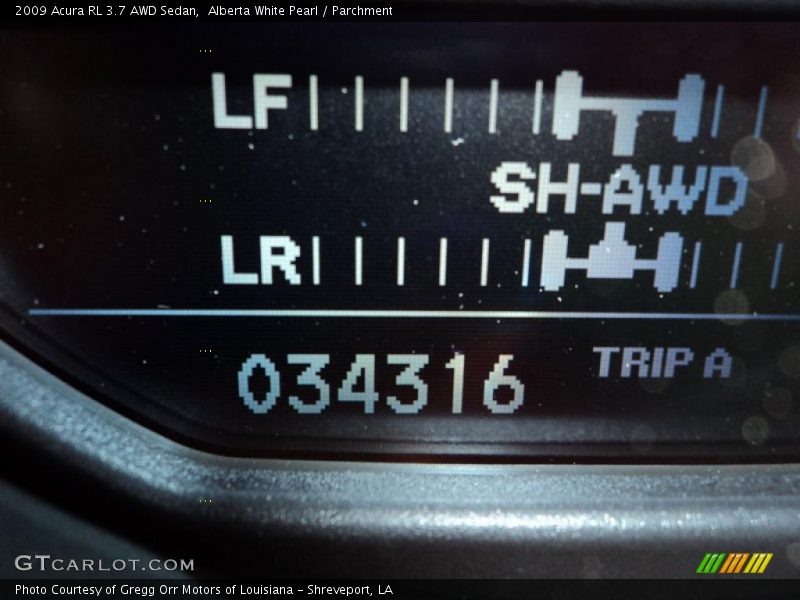 2009 Acura RL 3.7 AWD Sedan,  Alberta White Pearl / Parchment
LF
SH-AWD
LR
034316 TRIP A
GTCARLOT.COM
Photo Courtesy of Gregg Orr Motors of Louisiana – Shreveport, LA